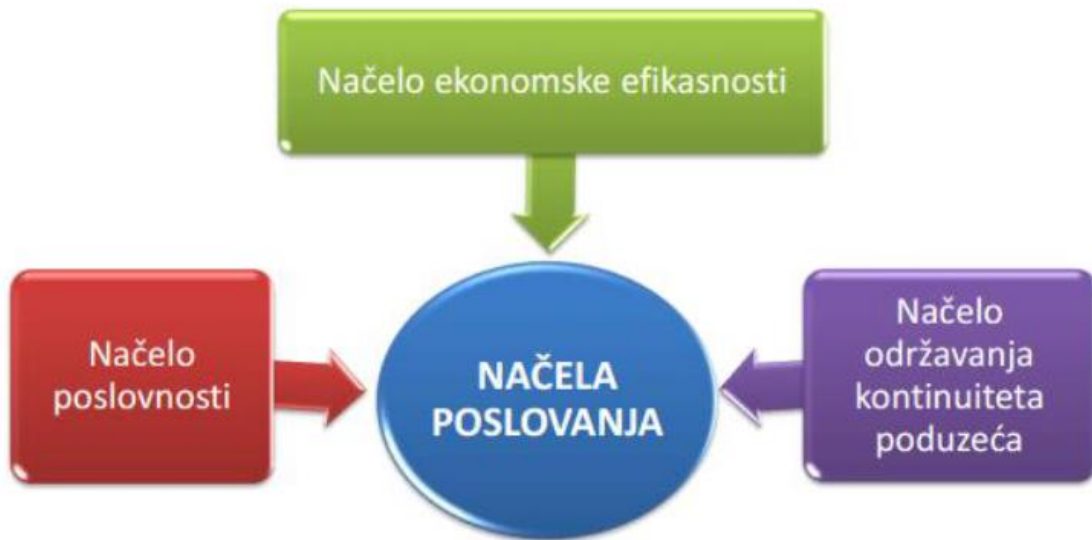 Načelo ekonomske efikasnosti
Načelo
poslovnosti
NAČELA
POSLOVANJA
Načelo
održavanja
kontinuiteta
poduzeća